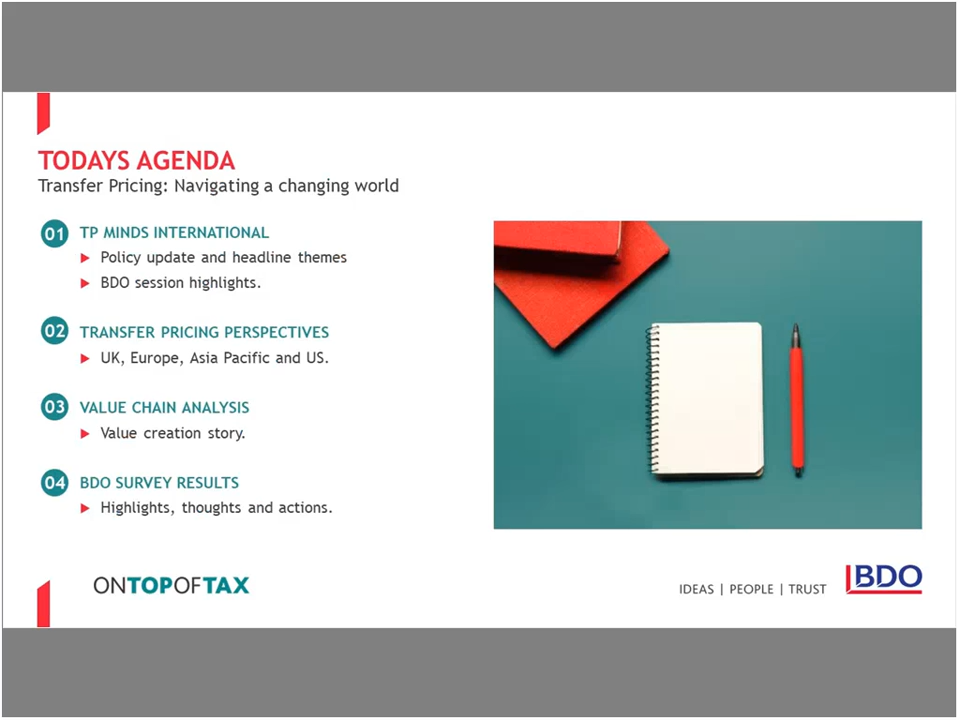 TODAYS AGENDA
Transfer Pricing: Navigating a changing world
01 TP MINDS INTERNATIONAL
Policy update and headline themes
BDO session highlights.
02 TRANSFER PRICING PERSPECTIVES
UK, Europe, Asia Pacific and US.
03 VALUE CHAIN ANALYSIS
Value creation story.
04 BDO SURVEY RESULTS
Highlights, thoughts and actions.
ONTOPOFTAX
IDEAS | PEOPLE | TRUST
BDO